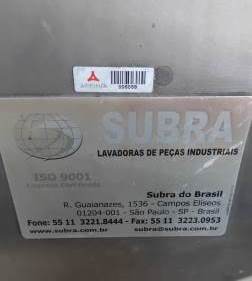 SUBRA
LAVADORAS DE PEÇAS INDUSTRIAIS
ISO 9001
Subra do Brasil
R. Guaianazes, 1536 - Campos Elíseos
01204-001 - São Paulo - SP - Brasil
Fone: 55 11 3221.8444 - Fax: 55 11 3223.0953
www.subra.com.br subra@subra.com.br